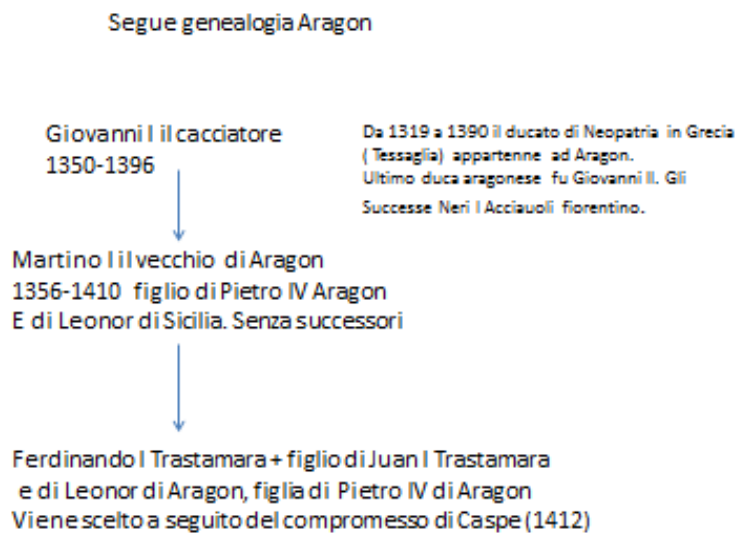 Segue genealogia Aragon
Giovanni I il cacciatore
1350-1396
Da 1319 a 1390 il ducato di Neopatria in Grecia
( Tessaglia) appartenne ad Aragon.
Ultimo duca aragonese fu Giovanni II. Gli
Successe Neri I Acciauoli fiorentino.
Martino I il vecchio di Aragon
1356-1410 figlio di Pietro IV Aragon
E di Leonor di Sicilia. Senza successori
Ferdinando I Trastamara + figlio di Juan I Trastamara
e di Leonor di Aragon, figlia di Pietro IV di Aragon
Viene scelto a seguito del compromesso di Caspe (1412)